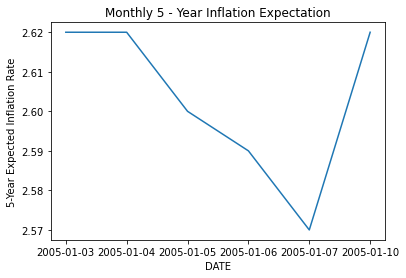 Monthly 5 - Year Inflation Expectation
5-Year Expected Inflation Rate
2.62
2.61
2.60
2.59
2.58
2.57
2005-01-03 2005-01-04 2005-01-05 2005-01-06 2005-01-07 2005-01-10
DATE